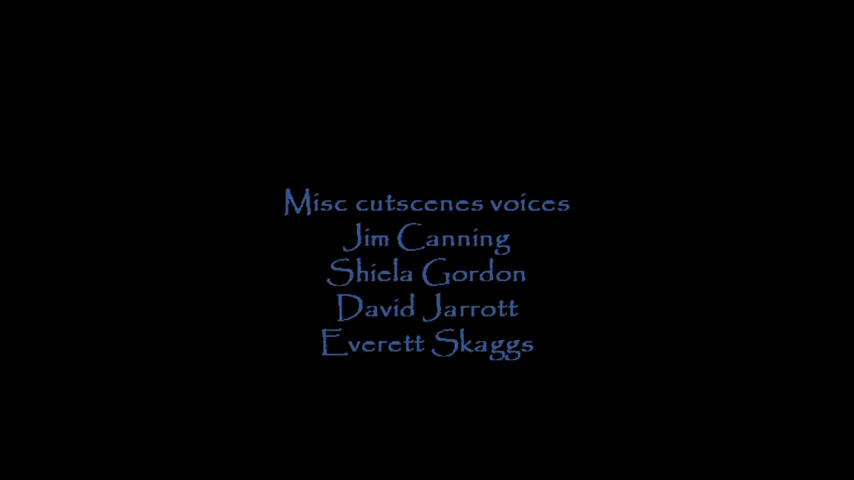 Misc cutscenes voices
Jim Canning
Shiela Gordon
David Jarrott
Everett Skaggs